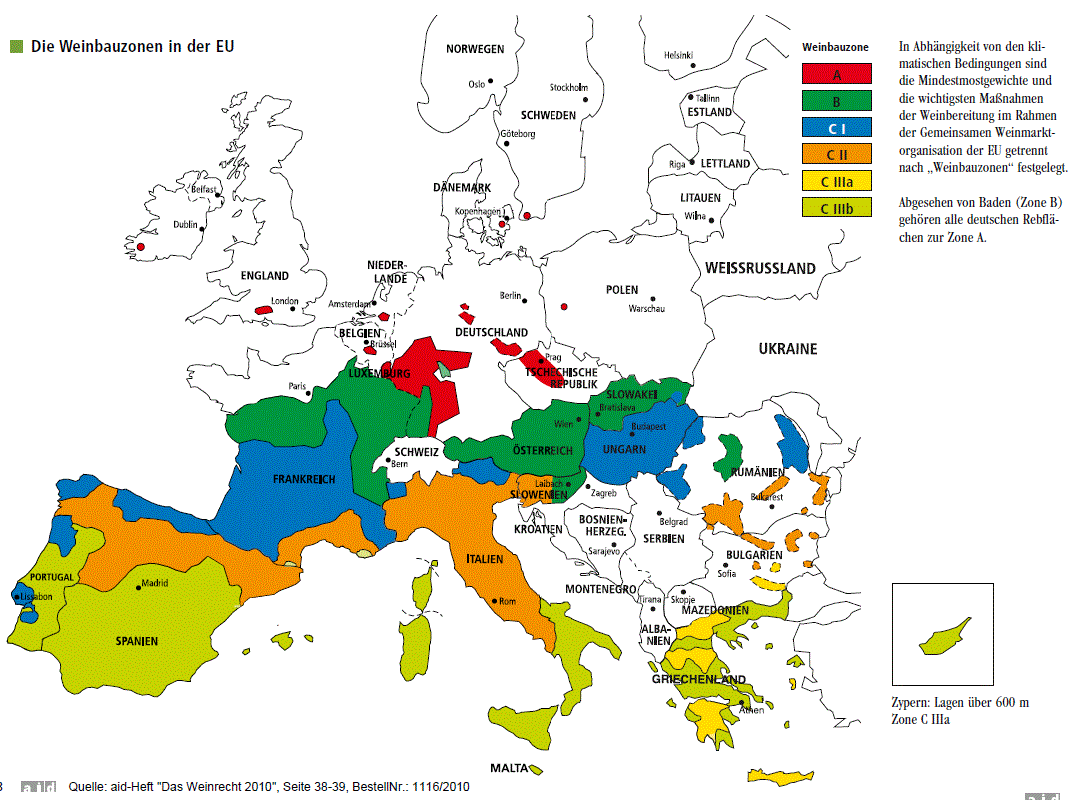 Die Weinbauzonen in der EU
Weinbauzone
A
B
C I
C II
C IIIa
C IIIb
In Abhängigkeit von den kli-
matischen Bedingungen sind
die Mindestmostgewichte und
die wichtigsten Maßnahmen
der Weinbereitung im Rahmen
der Gemeinsamen Weinmarkt-
organisation der EU getrennt
nach „Weinbauzonen“ festgelegt.
Abgesehen von Baden (Zone B)
gehören alle deutschen Rebflä-
chen zur Zone A.
NORWEGEN
Oslo
Stockholm
SCHWEDEN
Göteborg
Helsinki
Tallinn
ESTLAND
Riga
LETTLAND
LITAUEN
Wilna
DÄNEMARK
Kopenhagen
Belfast
Dublin
ENGLAND
London
NIEDER-
LANDE
Amsterdam
BELGIEN
Brüssel
LUXEMBURG
Berlin
DEUTSCHLAND
POLEN
Warschau
WEISSRUSSLAND
UKRAINE
Prag
TSCHECHISCHE
REPUBLIK
SLOWAKEI
Bratislava
Wien
ÖSTERREICH
Budapest
UNGARN
Paris
FRANKREICH
SCHWEIZ
Bern
Laibach
SLOWENIEN
Zagreb
KROATIEN
BOSNIEN-
HERZEG.
Sarajevo
Belgrad
SERBIEN
RUMÄNIEN
Bukarest
BULGARIEN
Sofia
MONTENEGRO
Tirana
Skopje
MAZEDONIEN
ALBA-
NIEN
GRIECHENLAND
Athen
ITALIEN
Rom
PORTUGAL
Lissabon
Madrid
SPANIEN
MALTA
Zypern: Lagen über 600 m
Zone C IIIa
3
aid
Quelle: aid-Heft "Das Weinrecht 2010", Seite 38-39, BestellNr.: 1116/2010
aid